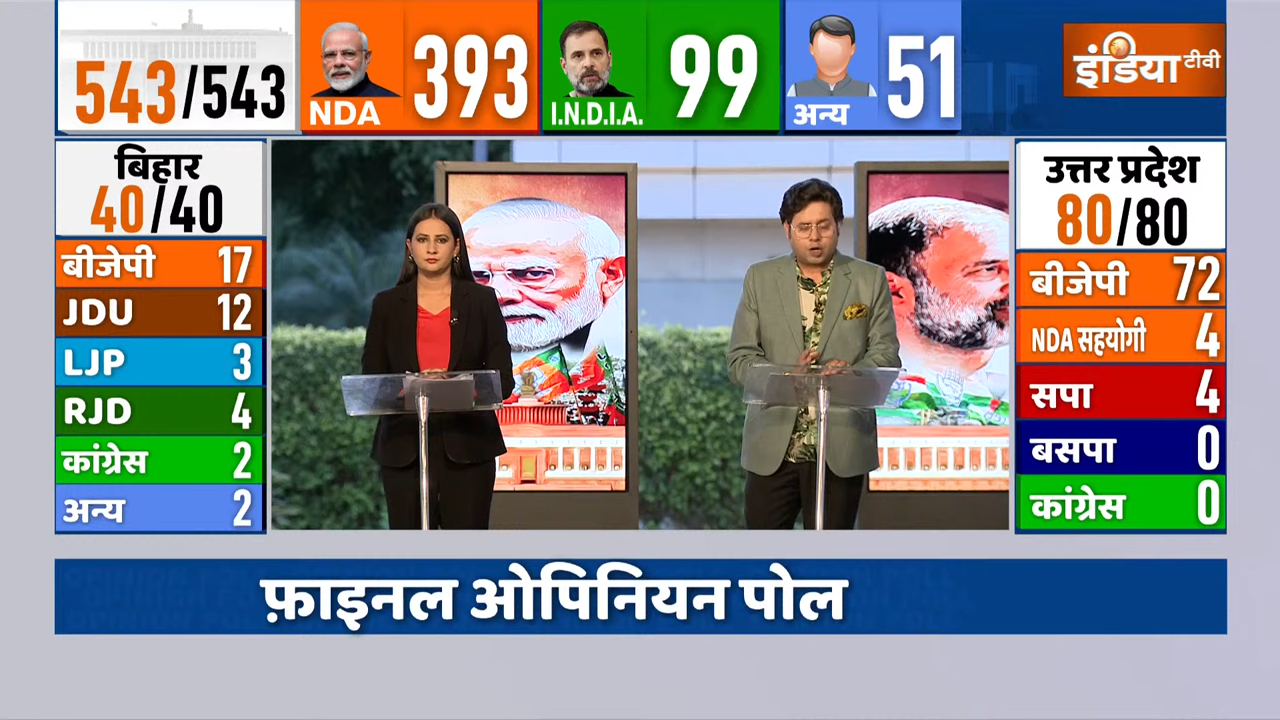 543/543
NDA
393
I.N.D.I.A.
99
अन्य
51
इंडिया टीवी
बिहार
40/40
बीजेपी 17
JDU 12
LJP 3
RJD 4
कांग्रेस 2
अन्य 2
उत्तर प्रदेश
80/80
बीजेपी 72
NDA सहयोगी 4
सपा 4
बसपा 0
कांग्रेस 0
फ़ाइनल ओपिनियन पोल